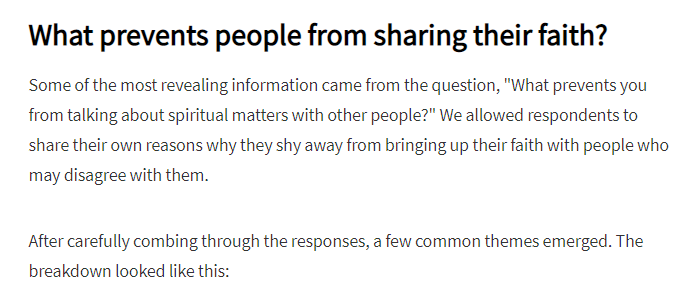 What prevents people from sharing their faith?
Some of the most revealing information came from the question, "What prevents you
from talking about spiritual matters with other people?" We allowed respondents to
share their own reasons why they shy away from bringing up their faith with people who
may disagree with them.
After carefully combing through the responses, a few common themes emerged. The
breakdown looked like this: